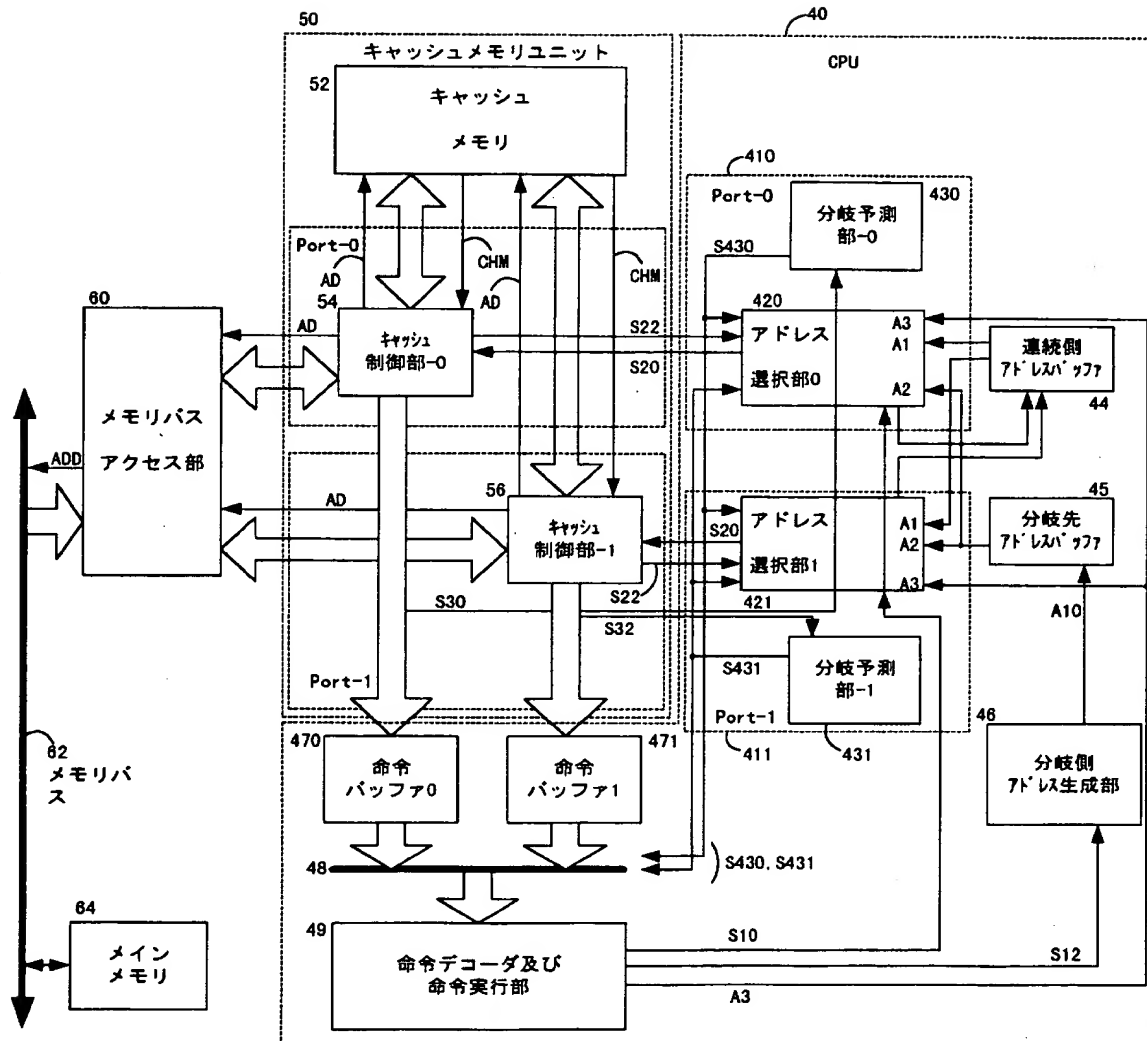 50
40
キャッシュメモリユニット
CPU
52
キャッシュ
メモリ
410
Port-0
430
分岐予測
部-0
S430
Port-0
AD
CHM
AD
CHM
60
54
420
AD
キャッシュ
制御部-0
S22
S20
アドレス
選択部0
A3
A1
A2
連続側
アドレスバッファ
44
メモリバス
アクセス部
ADD
AD
56
キャッシュ
制御部-1
S20
S22
アドレス
選択部1
A1
A2
A3
45
分岐先
アドレスバッファ
421
S30
S32
A10
S431
分岐予測
部-1
Port-1
Port-1
431
411
46
分岐側
アドレス生成部
62
メモリバ
ス
470
命令
バッファ0
471
命令
バッファ1
48
S430, S431
64
メイン
メモリ
49
命令デコーダ及び
命令実行部
S10
S12
A3